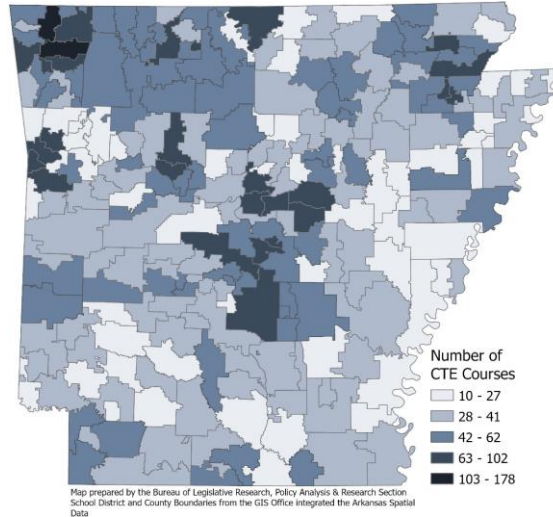 Number of
CTE Courses
10 - 27
28 - 41
42 - 62
63 - 102
103 - 178
Map prepared by the Bureau of Legislative Research, Policy Analysis & Research Section
School District and County Boundaries from the GIS Office integrated the Arkansas Spatial
Data